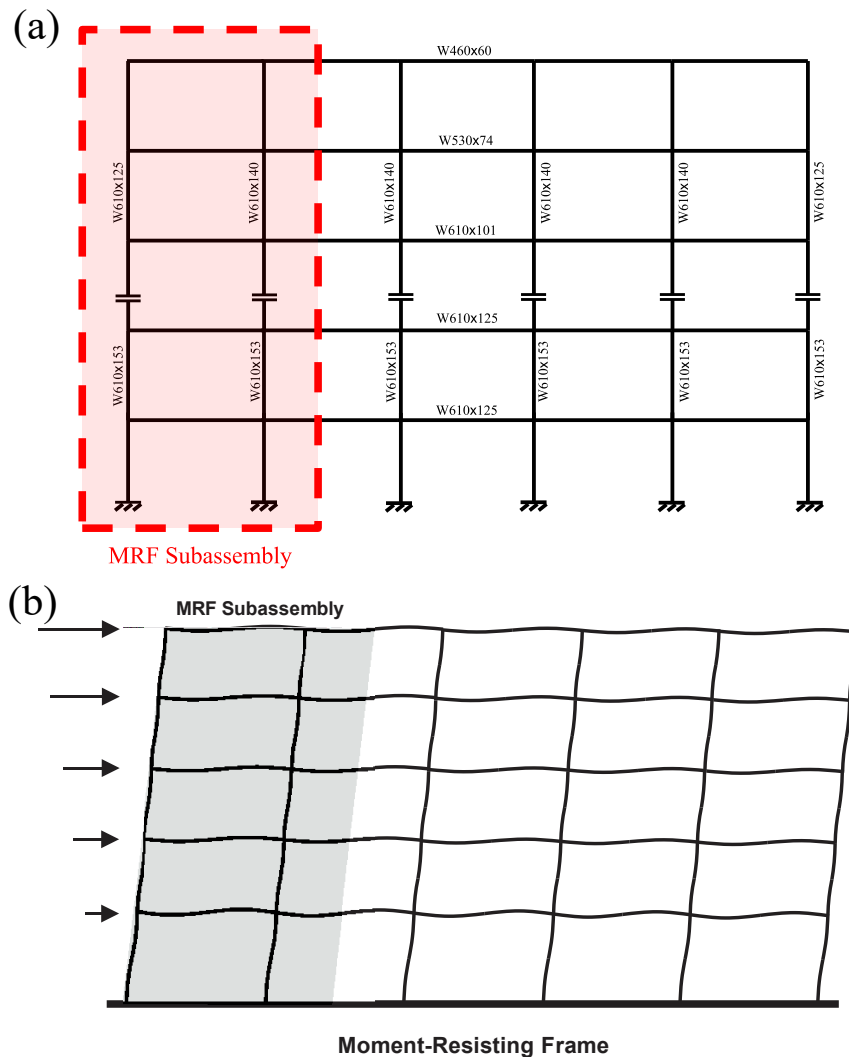 (a)
W460x60
W530x74
W610x125
W610x140
W610x140
W610x140
W610x140
W610x125
W610x101
W610x125
W610x153
W610x153
W610x153
W610x153
W610x153
W610x153
W610x125
MRF Subassembly
(b)
MRF Subassembly
Moment-Resisting Frame